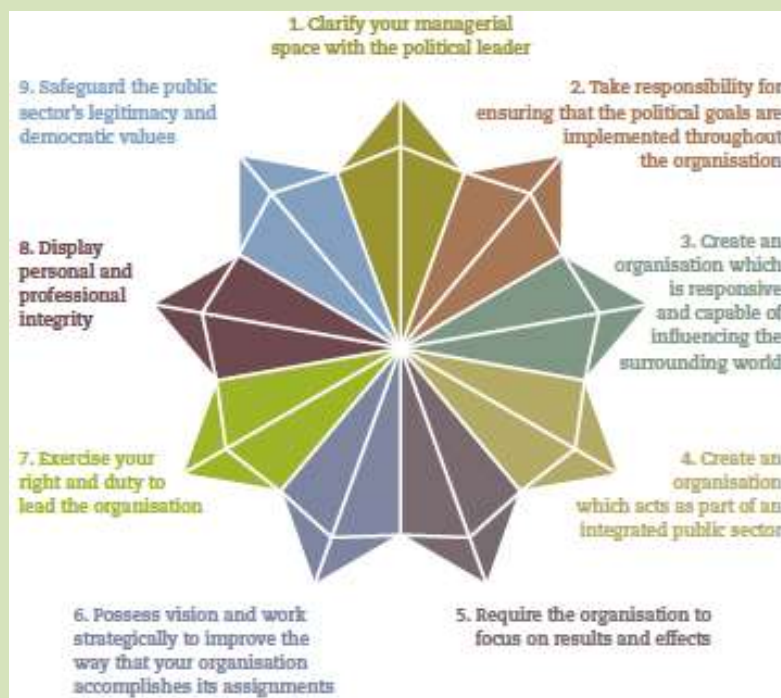 1. Clarify your managerial
space with the political leader
2. Take responsibility for
ensuring that the political goals are
implemented throughout
the organisation
3. Create an
organisation which
is responsive
and capable of
influencing the
surrounding world
4. Create an
organisation
which acts as part of an
integrated public sector
5. Require the organisation to
focus on results and effects
6. Possess vision and work
strategically to improve the
way that your organisation
accomplishes its assignments
7. Exercise your
right and duty to
lead the organisation
8. Display
personal and
professional
integrity
9. Safeguard the public
sector's legitimacy and
democratic values